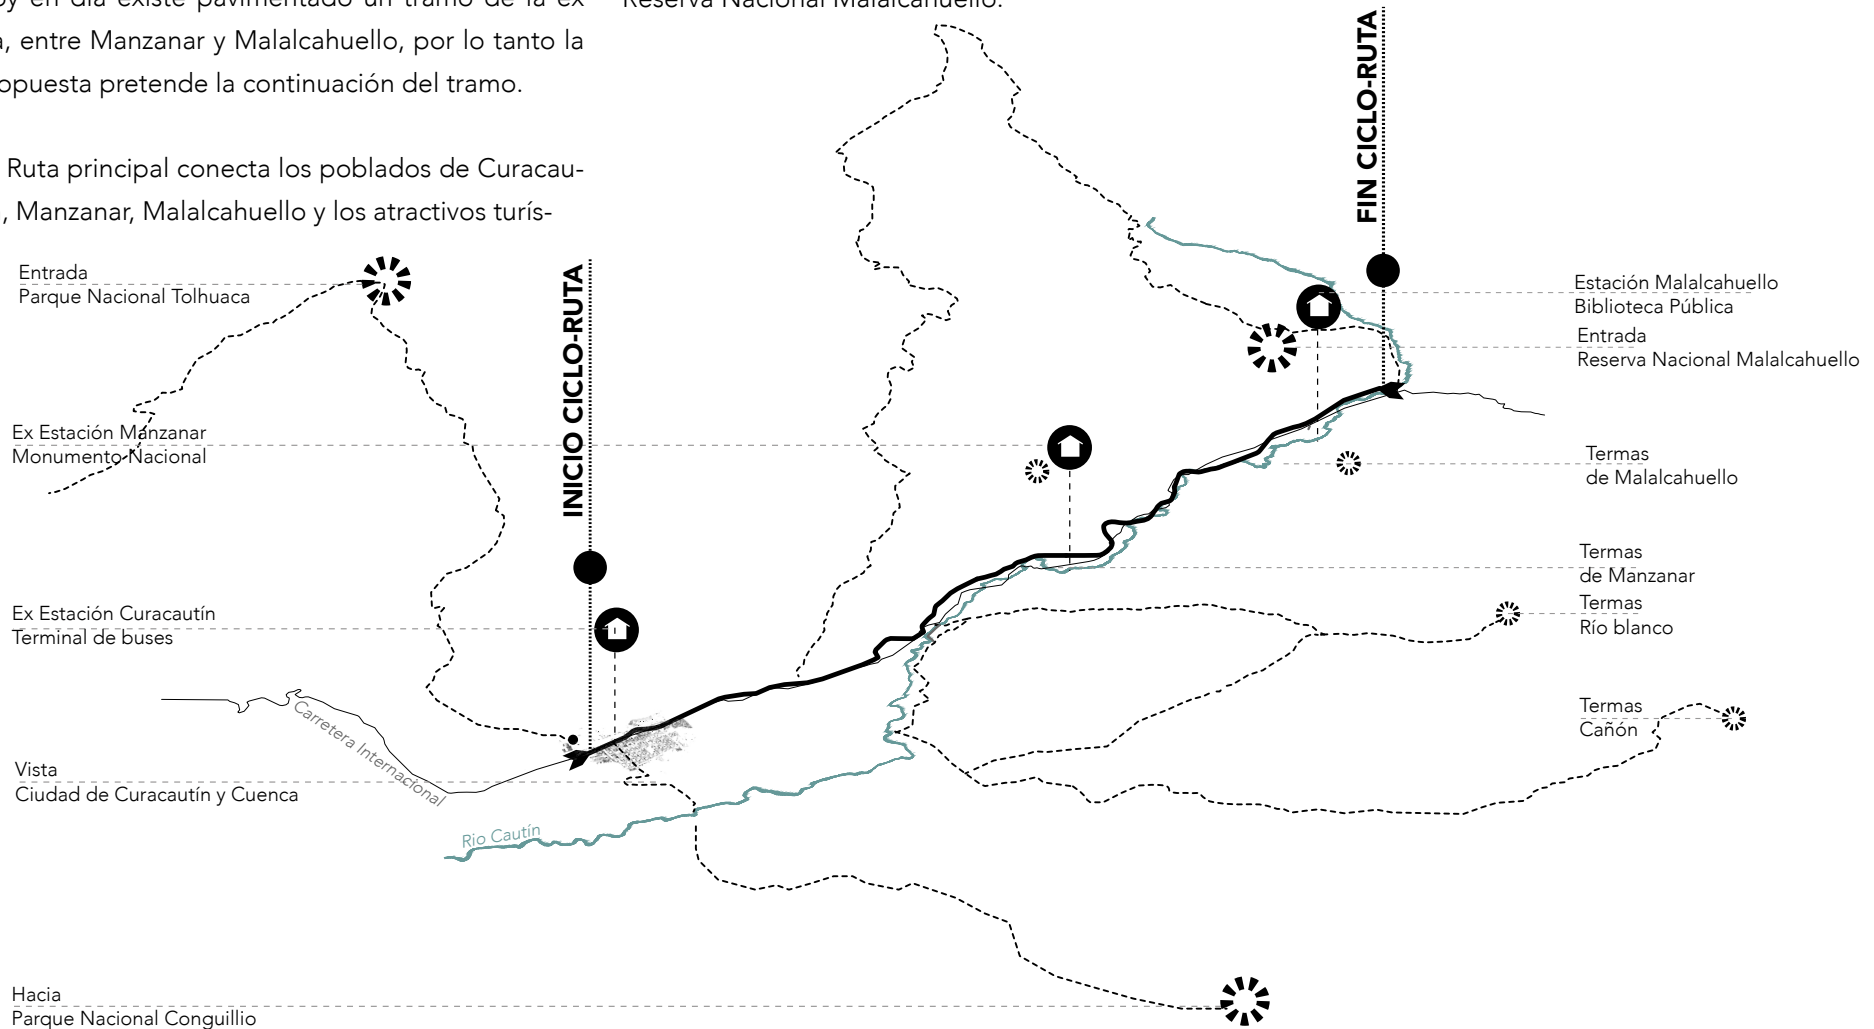 oy en día existe pavimentado un tramo de la ex
, entre Manzanar y Malalcahuello, por lo tanto la
opuesta pretende la continuación del tramo.
Ruta principal conecta los poblados de Curacau-
, Manzanar, Malalcahuello y los atractivos turís-
Reserva Nacional Malalcahuello.
INICIO CICLO-RUTA
FIN CICLO-RUTA
Entrada
Parque Nacional Tolhuaca
Ex Estación Manzanar
Monumento Nacional
Ex Estación Curacautín
Terminal de buses
Carretera Internacional
Vista
Ciudad de Curacautín y Cuenca
Rio Cautín
Hacia
Parque Nacional Conguillio
Estación Malalcahuello
Biblioteca Pública
Entrada
Reserva Nacional Malalcahuello
Termas
de Malalcahuello
Termas
de Manzanar
Termas
Río blanco
Termas
Cañón